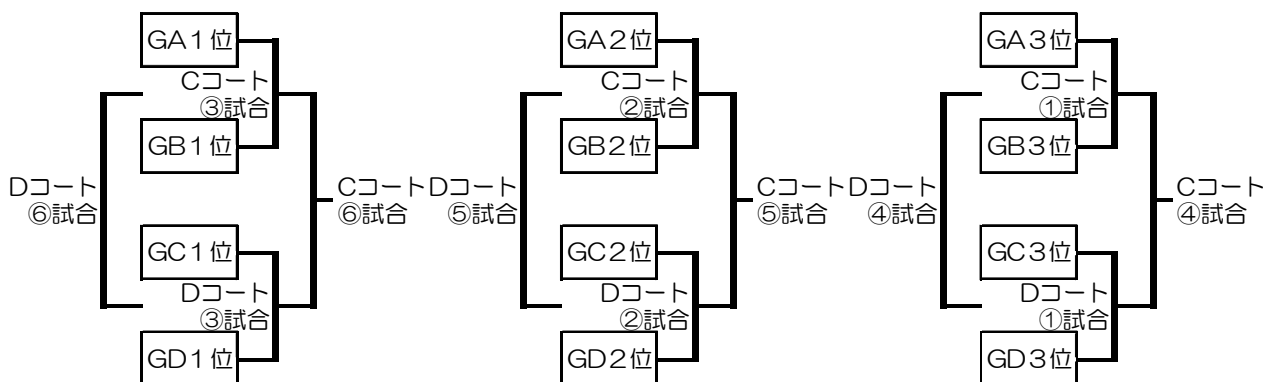 GA1位
Cコート
③試合
GB1位
Dコート
⑥試合
Cコート
⑥試合
GC1位
Dコート
③試合
GD1位
GA2位
Cコート
②試合
GB2位
Dコート
⑤試合
Cコート
⑤試合
GC2位
Dコート
②試合
GD2位
GA3位
Cコート
①試合
GB3位
Dコート
④試合
Cコート
④試合
GC3位
Dコート
①試合
GD3位